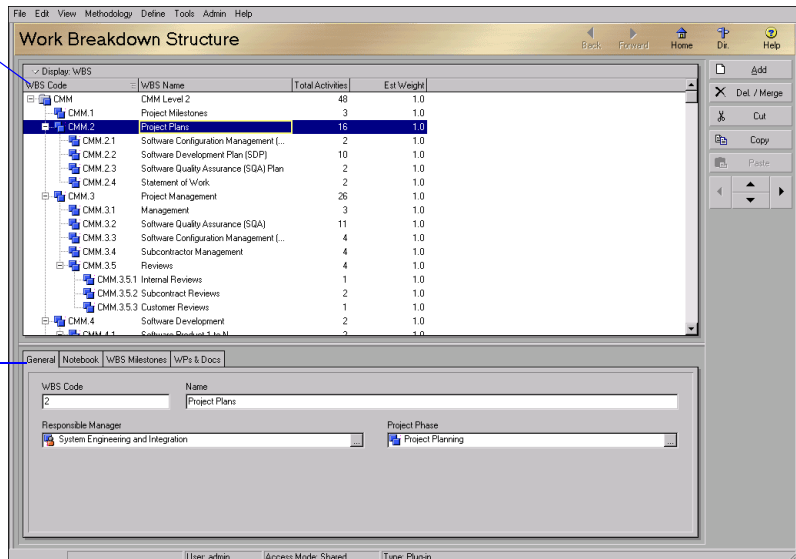 File Edit View Methodology Define Tools Admin Help
Work Breakdown Structure
Back Forward Home Dir. Help
Display: WBS
WBS Code WBS Name Total Activities Est Weight
CMM CMM Level 2 48 1.0
CMM.1 Project Milestones 3 1.0
CMM.2 Project Plans 16 1.0
CMM.2.1 Software Configuration Management (... 2 1.0
CMM.2.2 Software Development Plan (SDP) 10 1.0
CMM.2.3 Software Quality Assurance (SQA) Plan 2 1.0
CMM.2.4 Statement of Work 2 1.0
CMM.3 Project Management 26 1.0
CMM.3.1 Management 3 1.0
CMM.3.2 Software Quality Assurance (SQA) 11 1.0
CMM.3.3 Software Configuration Management (... 4 1.0
CMM.3.4 Subcontractor Management 4 1.0
CMM.3.5 Reviews 4 1.0
CMM.3.5.1 Internal Reviews 1 1.0
CMM.3.5.2 Subcontract Reviews 2 1.0
CMM.3.5.3 Customer Reviews 1 1.0
CMM.4 Software Development 2 1.0
CMM.4.1 Software Product 1 to N 2 1.0
Add
Del. / Merge
Cut
Copy
Paste
General Notebook WBS Milestones WPs & Docs
WBS Code Name
2 Project Plans
Responsible Manager Project Phase
System Engineering and Integration ... Project Planning ...
User: admin Access Mode: Shared Type: Plug-in